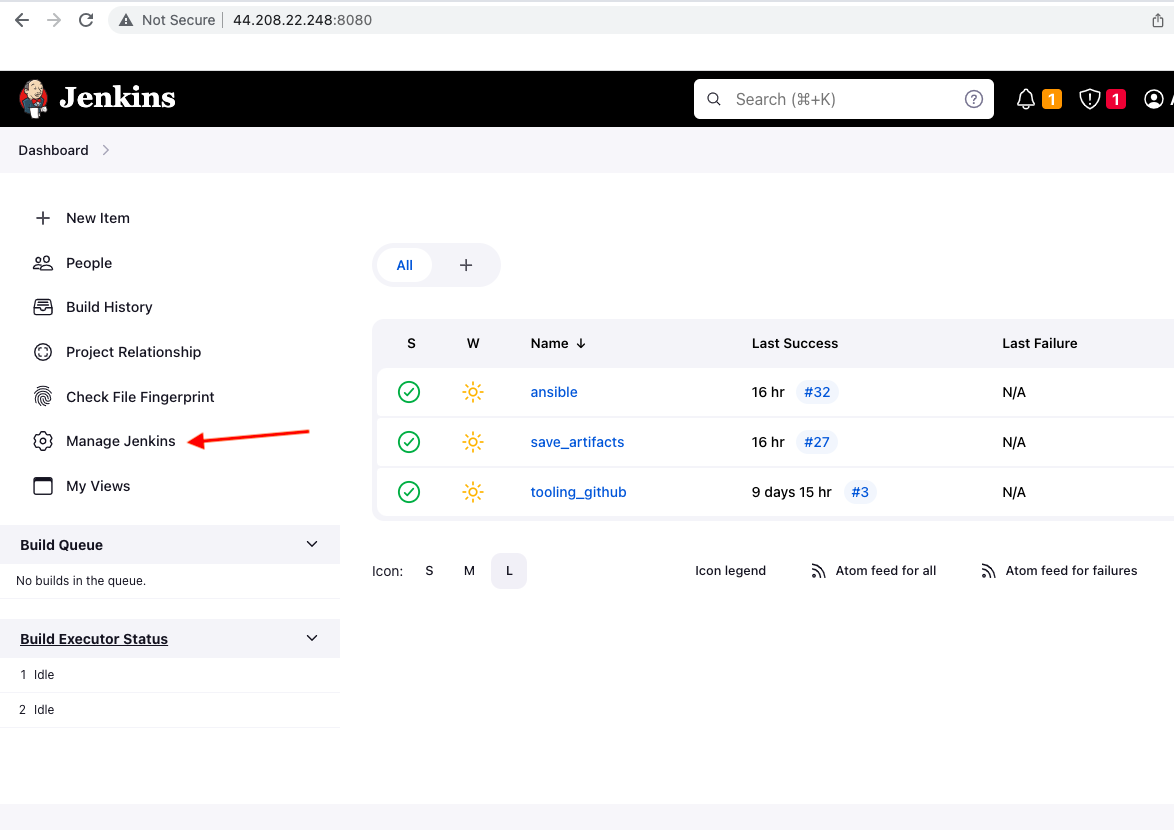 Not Secure 44.208.22.248:8080
Jenkins Search (⌘+K) ? 1 1
Dashboard
New Item
People
Build History
Project Relationship
Check File Fingerprint
Manage Jenkins
My Views
Build Queue
No builds in the queue.
Build Executor Status
1 Idle
2 Idle
All +
S W Name ↓ Last Success Last Failure
ansible 16 hr #32 N/A
save_artifacts 16 hr #27 N/A
tooling_github 9 days 15 hr #3 N/A
Icon: S M L Icon legend Atom feed for all Atom feed for failures